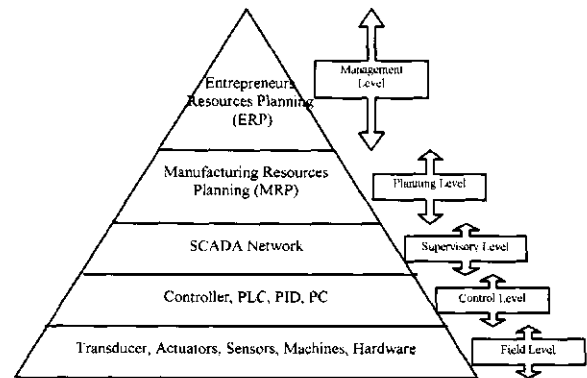 Entrepreneurs
Resources Planning
(ERP)
Management
Level
Manufacturing Resources
Planning (MRP)
Planning Level
SCADA Network
Supervisory Level
Controller, PLC, PID, PC
Control Level
Transducer, Actuators, Sensors, Machines, Hardware
Field Level